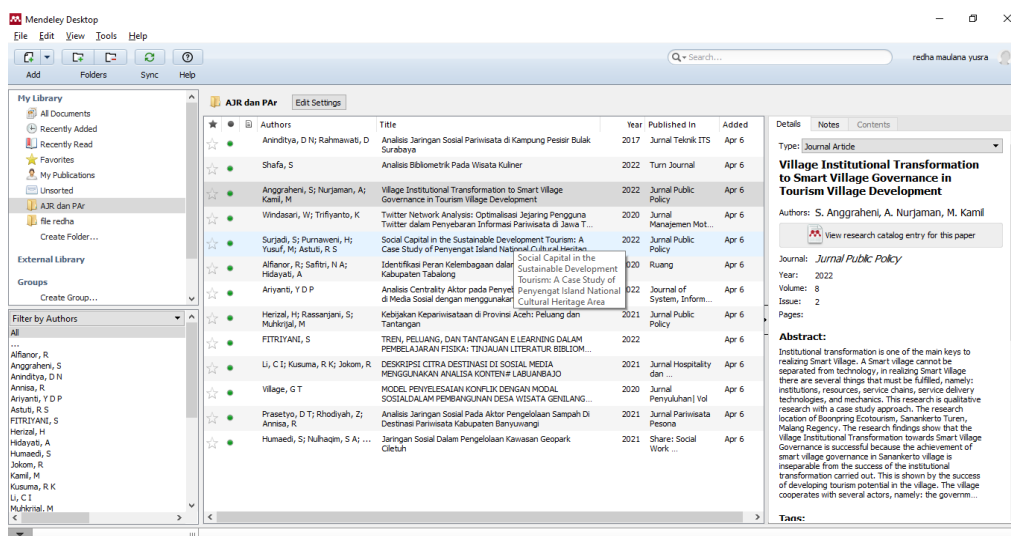 Mendeley Desktop
File Edit View Tools Help
Add Folders Sync Help
Search...
redha maulana yusra
My Library
All Documents
Recently Added
Recently Read
Favorites
My Publications
Unsorted
AJR dan PAr
file redha
Create Folder...
External Library
Groups
Create Group...
Filter by Authors
All
...
Alfianor, R
Anggraheni, S
Aninditya, D N
Annisa, R
Ariyanti, Y D P
Astuti, R S
FITRIYANI, S
Herizal, H
Hidayati, A
Humaedi, S
Jokom, R
Kamil, M
Kusuma, R K
Li, C I
Muhkrijal, M
AJR dan PAr Edit Settings
Authors Title Year Published In Added
Aninditya, D N; Rahmawati, D Analisis Jaringan Sosial Pariwisata di Kampung Pesisir Bulak 2017 Jurnal Teknik ITS Apr 6
Surabaya
Shafa, S Analisis Bibliometrik Pada Wisata Kuliner 2022 Turn Journal Apr 6
Anggraheni, S; Nurjaman, A; Village Institutional Transformation to Smart Village 2022 Jurnal Public Apr 6
Kamil, M Governance in Tourism Village Development Policy
Windasari, W; Trifiyanto, K Twitter Network Analysis: Optimalisasi Jejaring Pengguna 2020 Jurnal Apr 6
Twitter dalam Penyebaran Informasi Pariwisata di Jawa T... Manajemen Mot...
Surjadi, S; Purnaweni, H; Social Capital in the Sustainable Development Tourism: A 2022 Jurnal Public Apr 6
Yusuf, M; Astuti, R S Case Study of Penyengat Island National Cultural Heritag... Policy
Alfianor, R; Safitri, N A; Identifikasi Peran Kelembagaan dalam 2020 Ruang Apr 6
Hidayati, A Kabupaten Tabalong
Ariyanti, Y D P Analisis Centrality Aktor pada Penyeb 2022 Journal of Apr 6
di Media Sosial dengan menggunakan System, Inform...
Social Capital in the
Sustainable Development
Tourism: A Case Study of
Penyengat Island National
Cultural Heritage Area
Herizal, H; Rassanjani, S; Kebijakan Kepariwisataan di Provinsi Aceh: Peluang dan 2021 Jurnal Public Apr 6
Muhkrijal, M Tantangan Policy
FITRIYANI, S TREN, PELUANG, DAN TANTANGAN E LEARNING DALAM 2022 Apr 6
PEMBELAJARAN FISIKA: TINJAUAN LITERATUR BIBLIOM...
Li, C I; Kusuma, R K; Jokom, R DESKRIPSI CITRA DESTINASI DI SOSIAL MEDIA 2021 Jurnal Hospitality Apr 6
MENGGUNAKAN ANALISA KONTEN# LABUANBAJO dan ...
Village, G T MODEL PENYELESAIAN KONFLIK DENGAN MODAL 2020 Jurnal Apr 6
SOSIALDALAM PEMBANGUNAN DESA WISATA GENILANG... Penyuluhan| Vol
Prasetyo, D T; Rhodiyah, Z; Analisis Jaringan Sosial Pada Aktor Pengelolaan Sampah Di 2021 Jurnal Pariwisata Apr 6
Annisa, R Destinasi Pariwisata Kabupaten Banyuwangi Pesona
Humaedi, S; Nulhaqim, S A; ... Jaringan Sosial Dalam Pengelolaan Kawasan Geopark 2021 Share: Social Apr 6
Ciletuh Work ...
Details Notes Contents
Type: Journal Article
Village Institutional Transformation
to Smart Village Governance in
Tourism Village Development
Authors: S. Anggraheni, A. Nurjaman, M. Kamil
View research catalog entry for this paper
Journal: Jurnal Public Policy
Year: 2022
Volume: 8
Issue: 2
Pages:
Abstract:
Institutional transformation is one of the main keys to
realizing Smart Village. A Smart village cannot be
separated from technology, in realizing Smart Village
there are several things that must be fulfilled, namely:
institutions, resources, service chains, service delivery
technologies, and mechanics. This research is qualitative
research with a case study approach. The research
location of Boonpring Ecotourism, Sanankerto Turen,
Malang Regency. The research findings show that the
Village Institutional Transformation towards Smart Village
Governance is successful because the achievement of
smart village governance in Sanankerto village is
inseparable from the success of the institutional
transformation carried out. This is shown by the success
of developing tourism potential in the village. The village
cooperates with several actors, namely: the governm...
Tags: